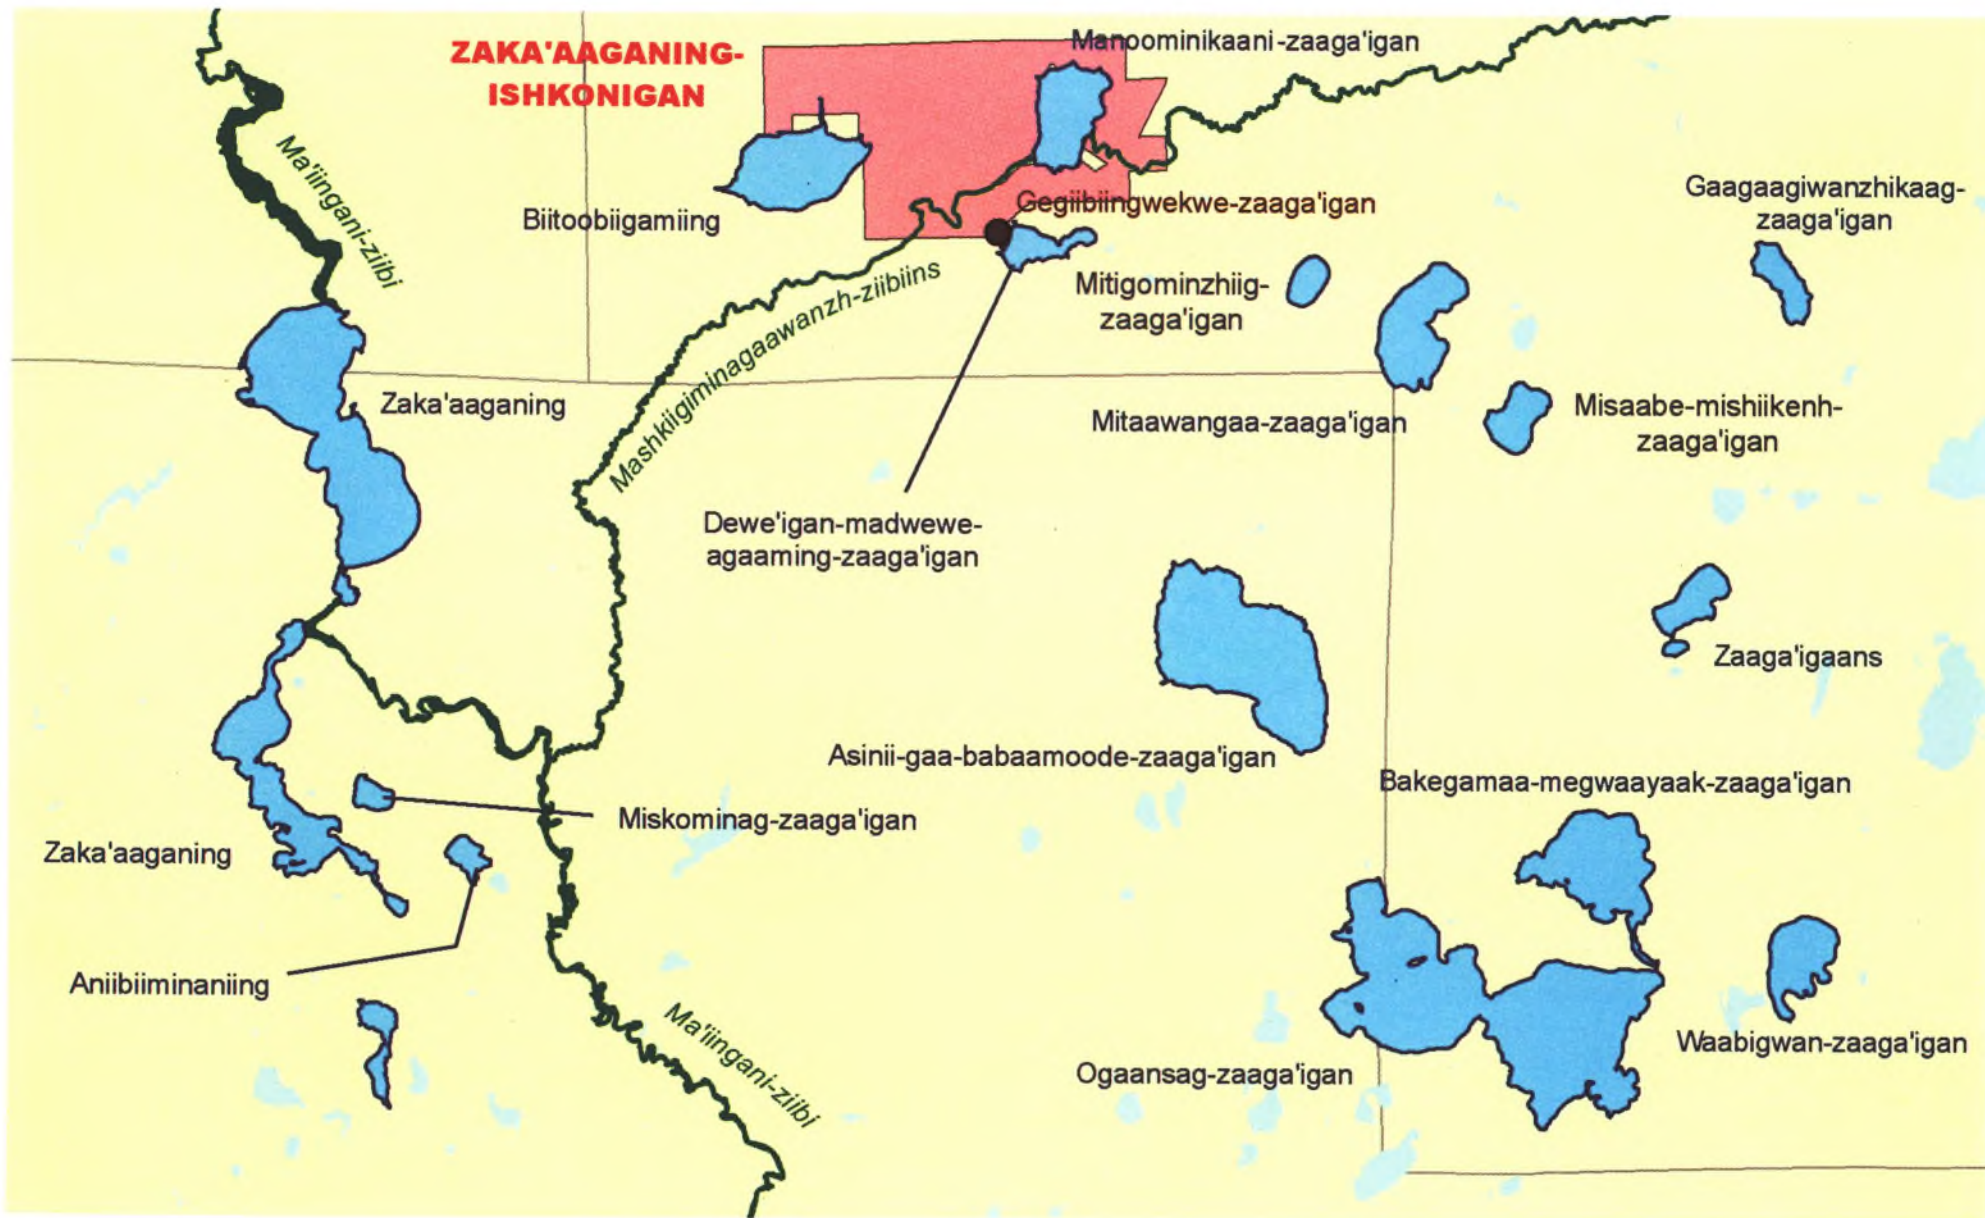 Manoominikaani-zaaga'igan
ZAKA'AAGANING-
ISHKONIGAN
Ma'iingani-ziibi
Biitoobiigamiing
Gegiibiingwekwe-zaaga'igan
Gaagaagiwanzhikaag-
zaaga'igan
Mashkiigiminagaawanzh-ziibiins
Mitigominzhiig-
zaaga'igan
Zaka'aaganing
Mitaawangaa-zaaga'igan
Misaabe-mishiikenh-
zaaga'igan
Dewe'igan-madwewe-
agaaming-zaaga'igan
Zaaga'igaans
Asinii-gaa-babaamoode-zaaga'igan
Bakegamaa-megwaayaak-zaaga'igan
Miskominag-zaaga'igan
Zaka'aaganing
Aniibiiminaniing
Ma'iingani-ziibi
Ogaansag-zaaga'igan
Waabigwan-zaaga'igan